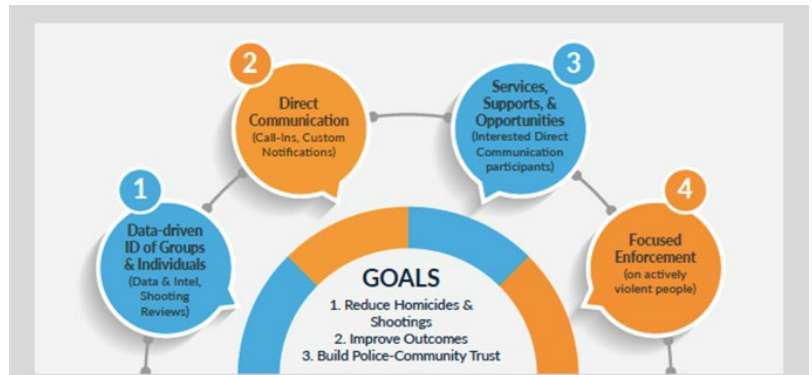 1
Data-driven
ID of Groups
& Individuals
(Data & Intel,
Shooting
Reviews)
2
Direct
Communication
(Call-Ins, Custom
Notifications)
3
Services,
Supports, &
Opportunities
(Interested Direct
Communication
participants)
4
Focused
Enforcement
(on actively
violent people)
GOALS
1. Reduce Homicides &
Shootings
2. Improve Outcomes
3. Build Police-Community Trust